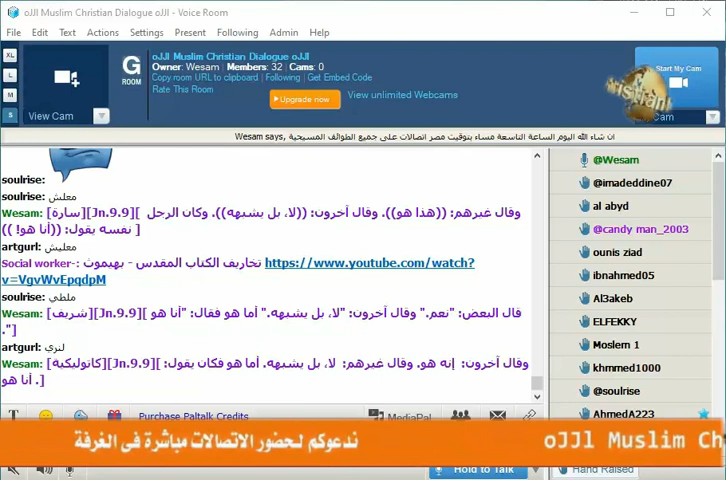 oJJl Muslim Christian Dialogue oJJl - Voice Room
File Edit Text Actions Settings Present Following Admin Help
XL
L
M
S
View Cam
G
ROOM
oJJl Muslim Christian Dialogue oJJl
Owner: Wesam | Members: 32 | Cams: 0
Copy room URL to clipboard | Following | Get Embed Code
Rate This Room
Upgrade now
View unlimited Webcams
Start My Cam
Wesam says, ان شاء الله اليوم الساعة التاسعة مساء بتوقيت مصر اتصالات على جميع الطوائف المسيحية
soulrise:
soulrise: معلش
Wesam: [سارة][Jn.9.9][ وقال غيرهم: ((هذا هو)). وقال آخرون: ((لا، بل يشبهه)). وكان الرجل
نفسه يقول: ((أنا هو! )) ]
artgurl: معليش
Social worker-: تخاريف الكتاب المقدس - بهيموث https://www.youtube.com/watch?
v=VgvWvEpqdpM
soulrise: ملطي
Wesam: [شريف][Jn.9.9][ قال البعض: "نعم." وقال آخرون: "لا، بل يشبهه." أما هو فقال: "أنا هو
." ]
artgurl: لنري
Wesam: [كاثوليكية][Jn.9.9][ وقال آخرون: إنه هو. وقال غيرهم: لا، بل يشبهه. أما هو فكان يقول:
أنا هو. ]
Purchase Paltalk Credits
MediaPal
@Wesam
@imadeddine07
al abyd
@candy man_2003
ounis ziad
ibnahmed05
Al3akeb
ELFEKKY
Moslem 1
khmmed1000
@soulrise
AhmedA223
ندعوكم لحضور الاتصالات مباشرة فى الغرفة
oJJl Muslim Ch
Hold to Talk
Hand Raised